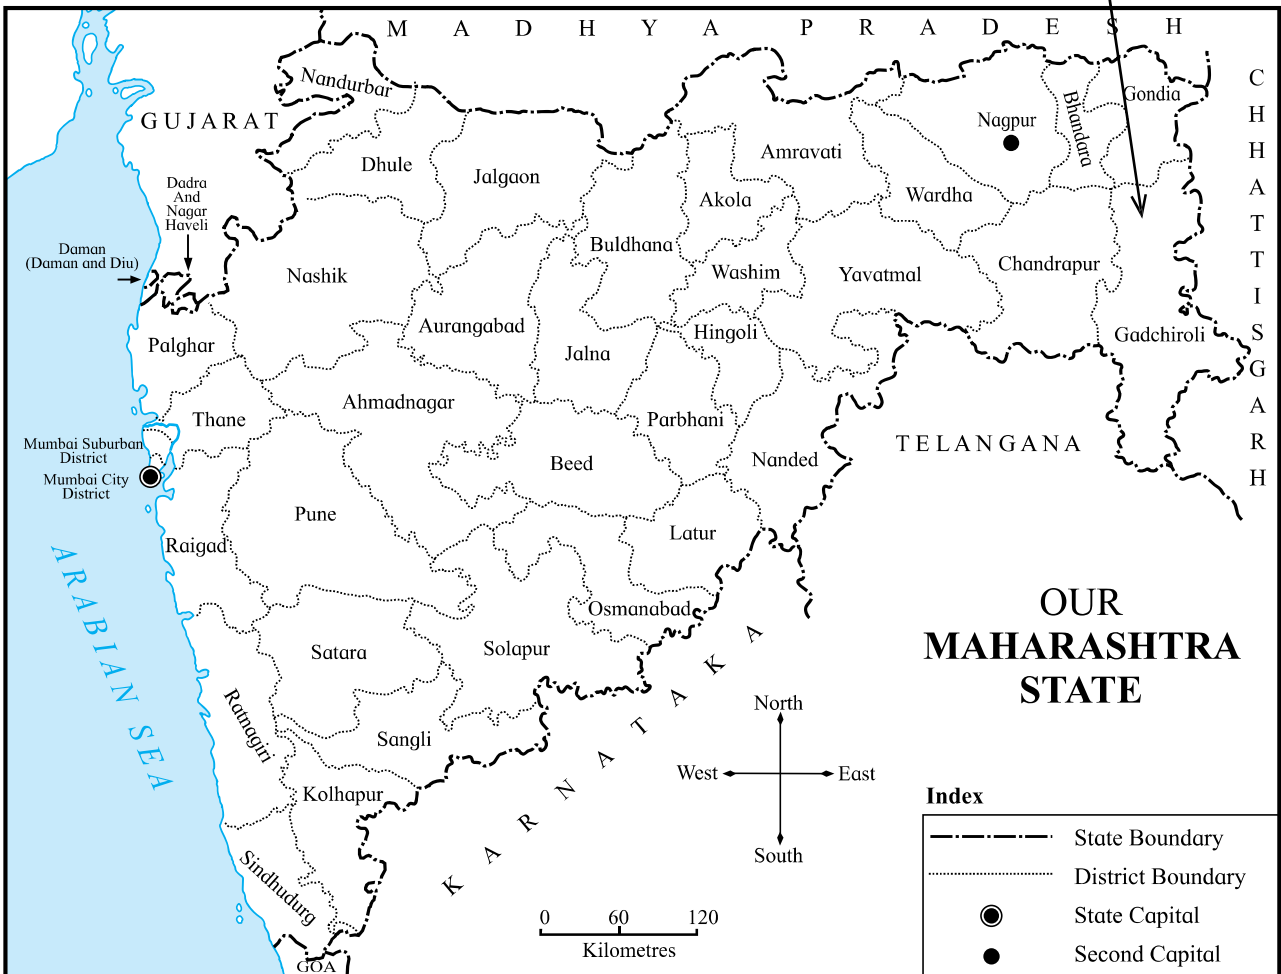 M A D H Y A P R A D E S H
C H H A T T I S G A R H
Nandurbar
GUJARAT
Gondia
Bhandara
Nagpur
Dhule
Jalgaon
Amravati
Akola
Wardha
Dadra
And
Nagar
Haveli
Daman
(Daman and Diu)
Buldhana
Washim
Nashik
Yavatmal
Chandrapur
Aurangabad
Hingoli
Gadchiroli
Palghar
Jalna
Ahmadnagar
Thane
Parbhani
Mumbai Suburban
District
Mumbai City
District
Beed
Nanded
TELANGANA
Pune
Latur
Raigad
ARABIAN SEA
Osmanabad
Satara
Solapur
Ratnagiri
Sangli
Kolhapur
Sindhudurg
KARNATAKA
GOA
OUR
MAHARASHTRA
STATE
North
West
East
South
0 60 120
Kilometres
Index
State Boundary
District Boundary
State Capital
Second Capital